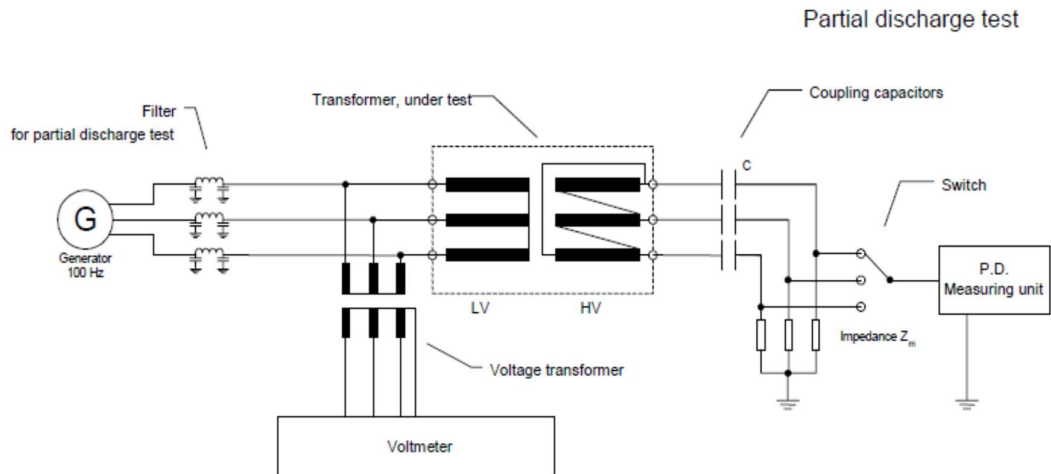 Partial discharge test
Filter
for partial discharge test
Transformer, under test
Coupling capacitors
C
Switch
G
Generator
100 Hz
P.D.
Measuring unit
LV
HV
Impedance Zm
Voltage transformer
Voltmeter